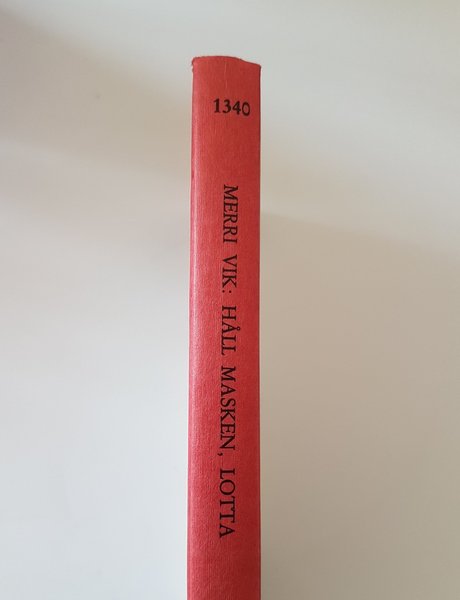 1340
MERRI VIK: HÅLL MASKEN, LOTTA